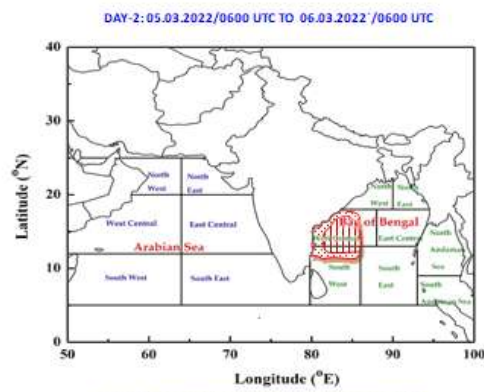 DAY-2: 05.03.2022/0600 UTC TO 06.03.2022/0600 UTC
Latitude (°N)
40
30
20
10
0
North West
North East
West Central
East Central
Arabian Sea
South West
South East
North West
North
of Bengal
East Central
South West
South East
North Andaman Sea
South Andaman Sea
50 60 70 80 90 100
Longitude (°E)